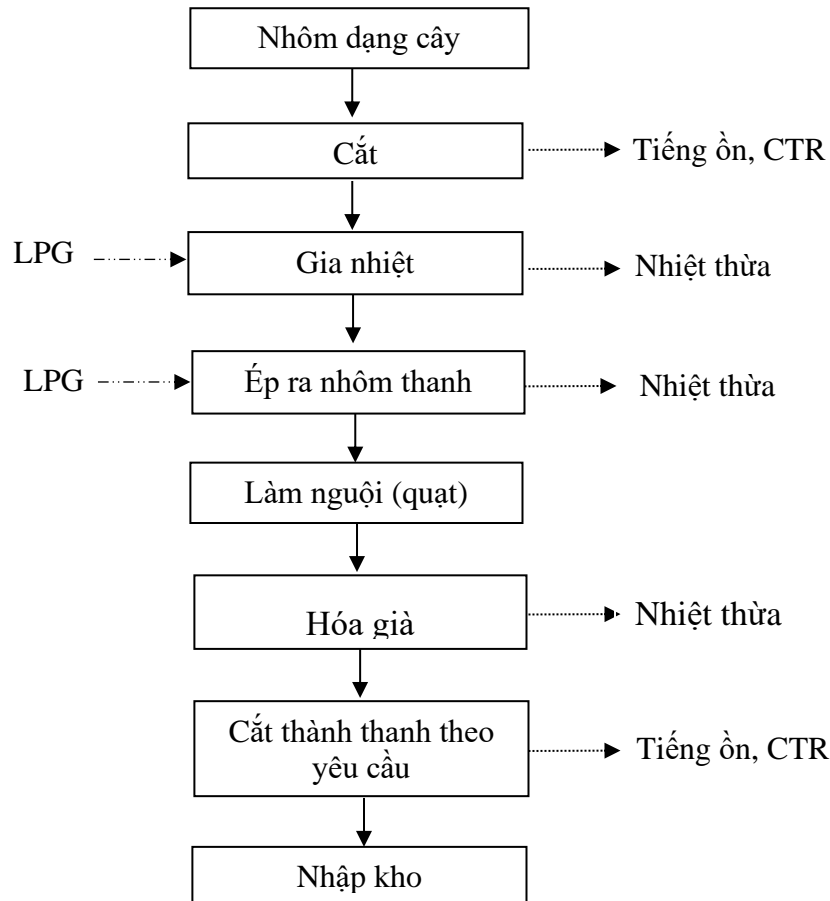 Nhôm dạng cây
Cắt
Tiếng ồn, CTR
LPG
Gia nhiệt
Nhiệt thừa
LPG
Ép ra nhôm thanh
Nhiệt thừa
Làm nguội (quạt)
Hóa già
Nhiệt thừa
Cắt thành thanh theo
yêu cầu
Tiếng ồn, CTR
Nhập kho